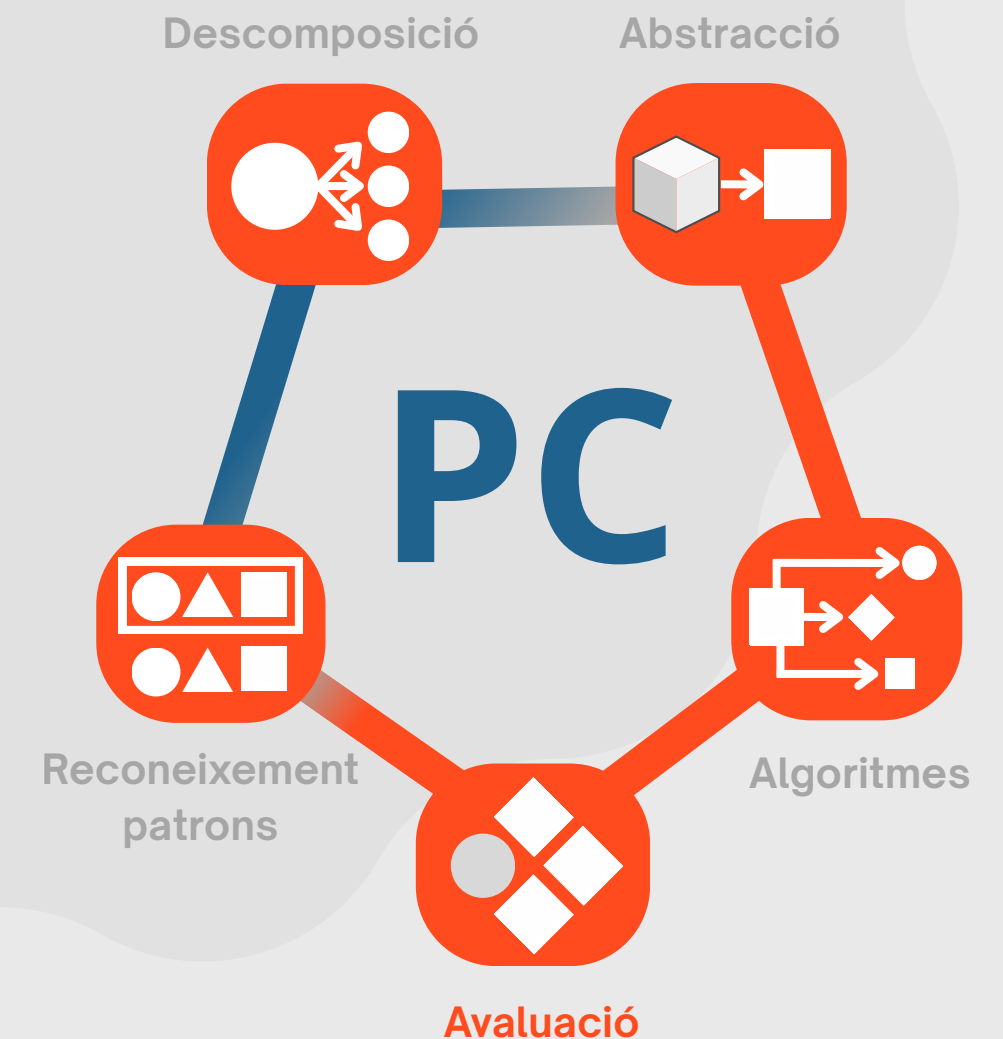 Descomposició
Abstracció
PC
Reconeixement
patrons
Algoritmes
Avaluació